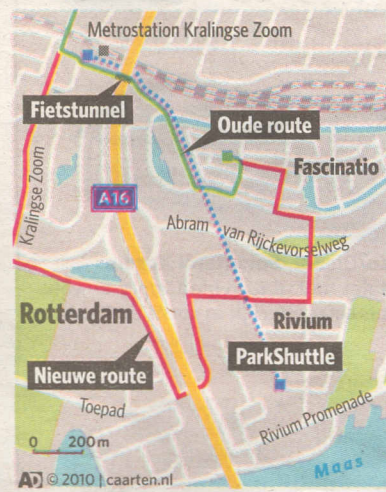 Metrostation Kralingse Zoom
Fietstunnel
Oude route
Fascinatio
Kralingse Zoom
A16
Abram van Rijckevorselweg
Rotterdam
Rivium
ParkShuttle
Nieuwe route
Toepad
Rivium Promenade
0 200 m
Maas
AD © 2010 | caarten.nl